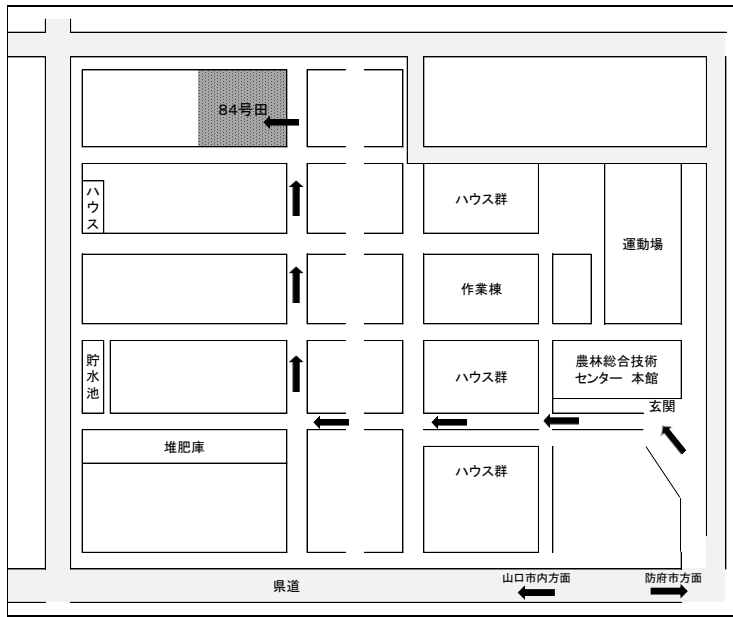 84号田
ハウス
ハウス群
運動場
作業棟
貯水池
ハウス群
農林総合技術
センター 本館
玄関
堆肥庫
ハウス群
県道
山口市内方面
防府市方面